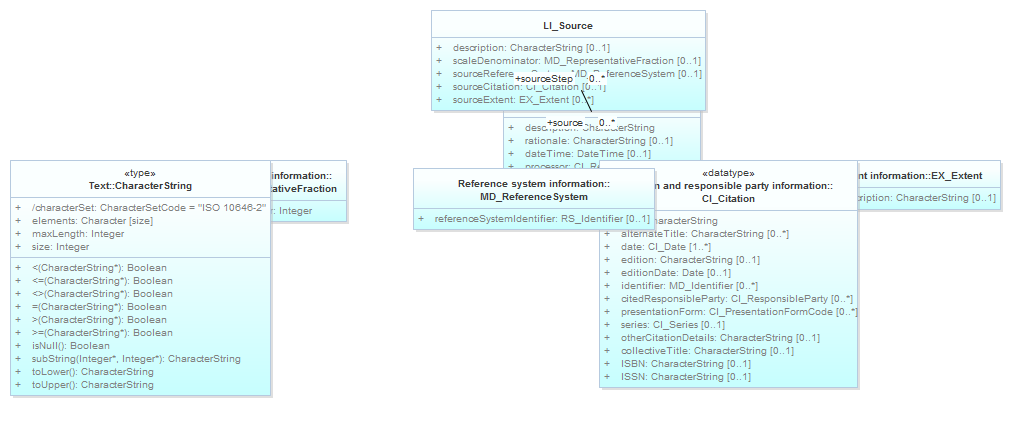 LI_Source
+ description: CharacterString [0..1]
+ scaleDenominator: MD_RepresentativeFraction [0..1]
+ sourceRefere MD_ReferenceSystem [0..1]
+sourceStep 0..*
+ sourceCitation: CI_Citation [0..1]
+ sourceExtent: EX_Extent [0..*]
+source 0..*
+ description: CharacterString
+ rationale: CharacterString [0..1]
+ dateTime: DateTime [0..1]
+ processor: CI_R
«type»
Text::CharacterString
+ /characterSet: CharacterSetCode = "ISO 10646-2"
+ elements: Character [size]
+ maxLength: Integer
+ size: Integer
+ <(CharacterString*): Boolean
+ <=(CharacterString*): Boolean
+ <>(CharacterString*): Boolean
+ =(CharacterString*): Boolean
+ >(CharacterString*): Boolean
+ >=(CharacterString*): Boolean
+ isNull(): Boolean
+ subString(Integer*, Integer*): CharacterString
+ toLower(): CharacterString
+ toUpper(): CharacterString
information::
tativeFraction
: Integer
Reference system information::
MD_ReferenceSystem
+ referenceSystemIdentifier: RS_Identifier [0..1]
«datatype»
n and responsible party information::
CI_Citation
haracterString
+ alternateTitle: CharacterString [0..*]
+ date: CI_Date [1..*]
+ edition: CharacterString [0..1]
+ editionDate: Date [0..1]
+ identifier: MD_Identifier [0..*]
+ citedResponsibleParty: CI_ResponsibleParty [0..*]
+ presentationForm: CI_PresentationFormCode [0..*]
+ series: CI_Series [0..1]
+ otherCitationDetails: CharacterString [0..1]
+ collectiveTitle: CharacterString [0..1]
+ ISBN: CharacterString [0..1]
+ ISSN: CharacterString [0..1]
nt information::EX_Extent
cription: CharacterString [0..1]